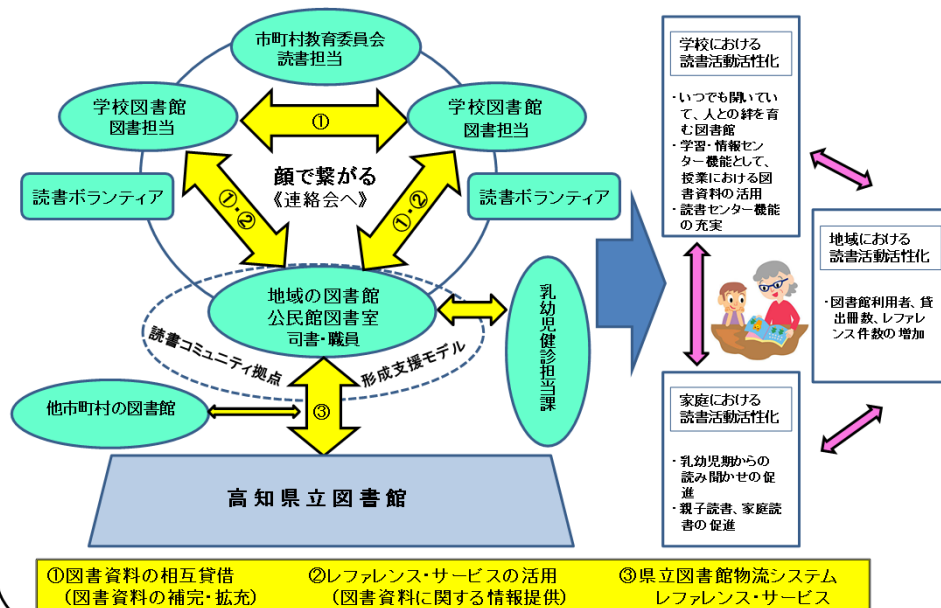 市町村教育委員会
読書担当
学校図書館
図書担当
①
学校図書館
図書担当
読書ボランティア
①・②
顔で繋がる
《連絡会へ》
①・②
読書ボランティア
地域の図書館
公民館図書室
司書・職員
読書コミュニティ拠点
形成支援モデル
乳幼児健診担当課
他市町村の図書館
③
高知県立図書館
学校における
読書活動活性化
・いつでも開いてい
て、人との絆を育
む図書館
・学習・情報セン
ター機能として、
授業における図
書資料の活用
・読書センター機能
の充実
地域における
読書活動活性化
・図書館利用者、貸
出冊数、レファレ
ンス件数の増加
家庭における
読書活動活性化
・乳幼児期からの
読み聞かせの促
進
・親子読書、家庭読
書の促進
①図書資料の相互貸借
（図書資料の補完・拡充）
②レファレンス・サービスの活用
（図書資料に関する情報提供）
③県立図書館物流システム
レファレンス・サービス